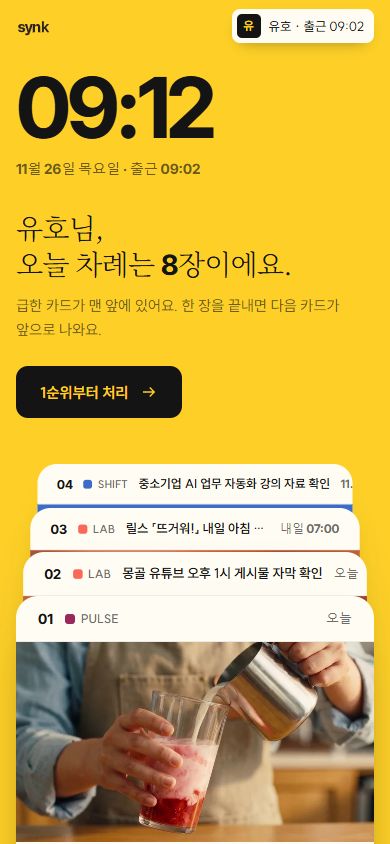 synk
유 유호 · 출근 09:02
09:12
11월 26일 목요일 · 출근 09:02
유호님,
오늘 차례는 8장이에요.
급한 카드가 맨 앞에 있어요. 한 장을 끝내면 다음 카드가
앞으로 나와요.
1순위부터 처리 →
04 SHIFT 중소기업 AI 업무 자동화 강의 자료 확인 11.
03 LAB 릴스 「뜨거워!」 내일 아침 ··· 내일 07:00
02 LAB 몽골 유튜브 오후 1시 게시물 자막 확인 오늘
01 PULSE 오늘